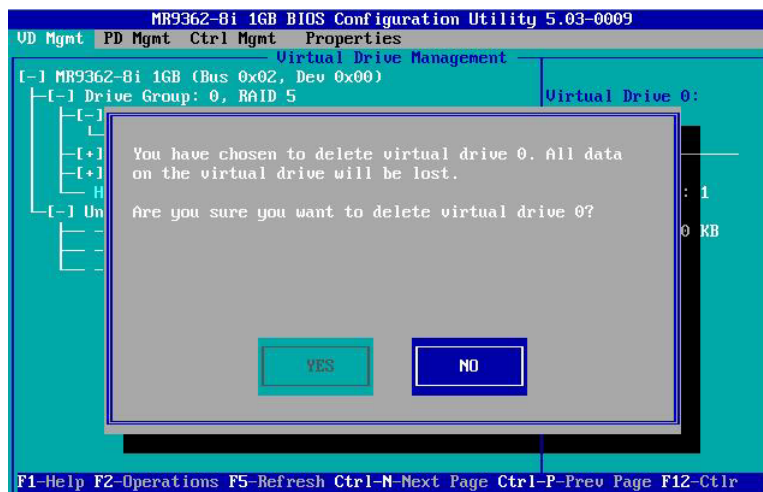 MR9362-8i 1GB BIOS Configuration Utility 5.03-0009
VD Mgmt PD Mgmt Ctrl Mgmt Properties
Virtual Drive Management
[-] MR9362-8i 1GB (Bus 0x02, Dev 0x00)
[-] Drive Group: 0, RAID 5
Virtual Drive 0:
[-]
You have chosen to delete virtual drive 0. All data
[+]
on the virtual drive will be lost.
[+]
H
: 1
[-] Un
Are you sure you want to delete virtual drive 0?
0 KB
YES
NO
F1-Help F2-Operations F5-Refresh Ctrl-N-Next Page Ctrl-P-Prev Page F12-Ctlr